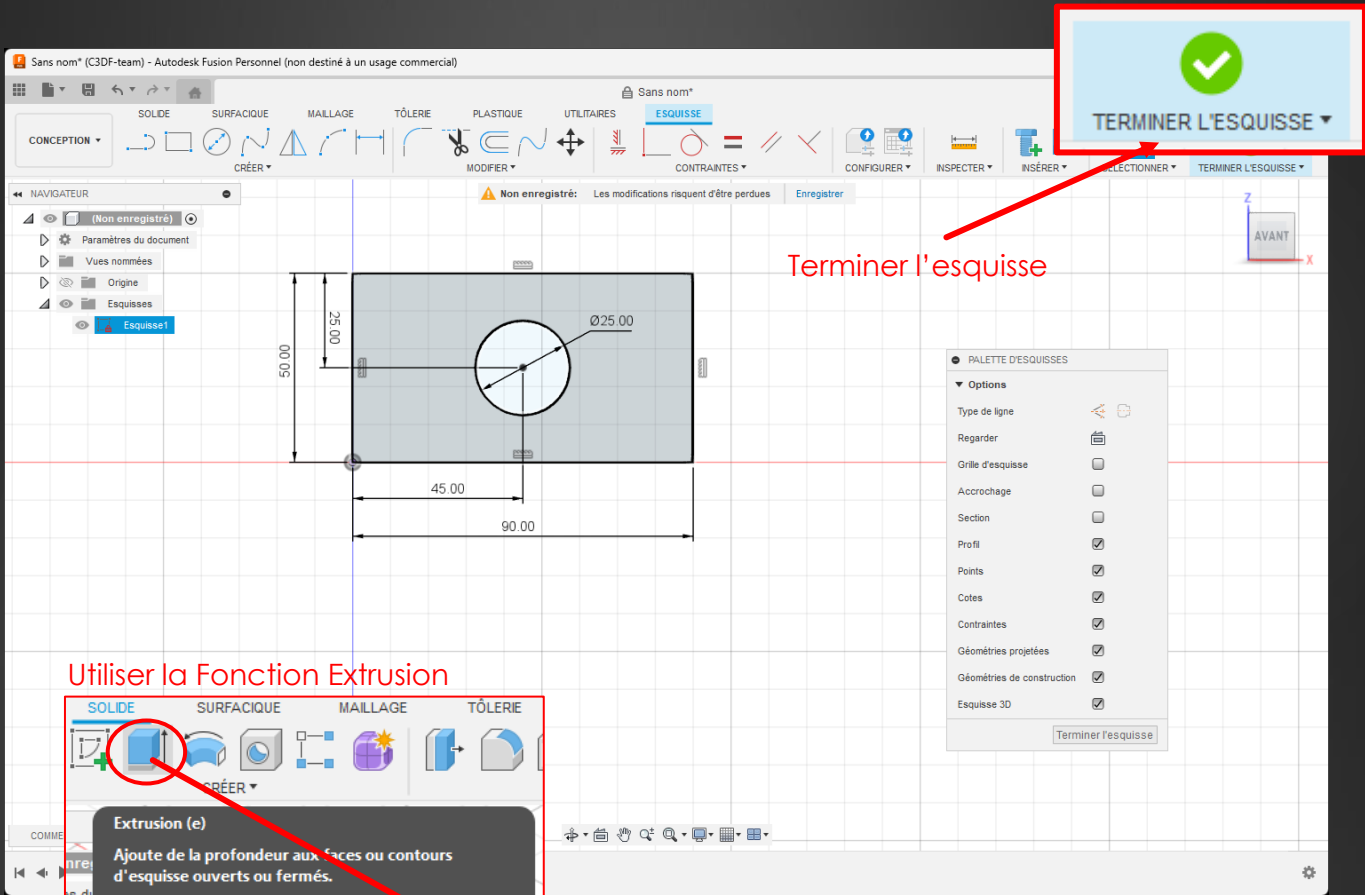 TERMINER L'ESQUISSE
Sans nom* (C3DF-team) - Autodesk Fusion Personnel (non destiné à un usage commercial)
Sans nom*
SOLIDE SURFACIQUE MAILLAGE TÔLERIE PLASTIQUE UTILITAIRES ESQUISSE
CONCEPTION
CRÉER MODIFIER CONTRAINTES CONFIGURER INSPECTER INSÉRER SÉLECTIONNER TERMINER L'ESQUISSE
NAVIGATEUR
Non enregistré: Les modifications risquent d'être perdues Enregistrer
(Non enregistré)
Paramètres du document
Vues nommées
Origine
Esquisses
Esquisse1
Z
AVANT
X
Terminer l'esquisse
25.00
50.00
Ø25.00
45.00
90.00
PALETTE D'ESQUISSES
Options
Type de ligne
Regarder
Grille d'esquisse
Accrochage
Section
Profil
Points
Cotes
Contraintes
Géométries projetées
Géométries de construction
Esquisse 3D
Terminer l'esquisse
Utiliser la Fonction Extrusion
SOLIDE SURFACIQUE MAILLAGE TÔLERIE
CRÉER
Extrusion (e)
Ajoute de la profondeur aux faces ou contours
d'esquisse ouverts ou fermés.
COMME